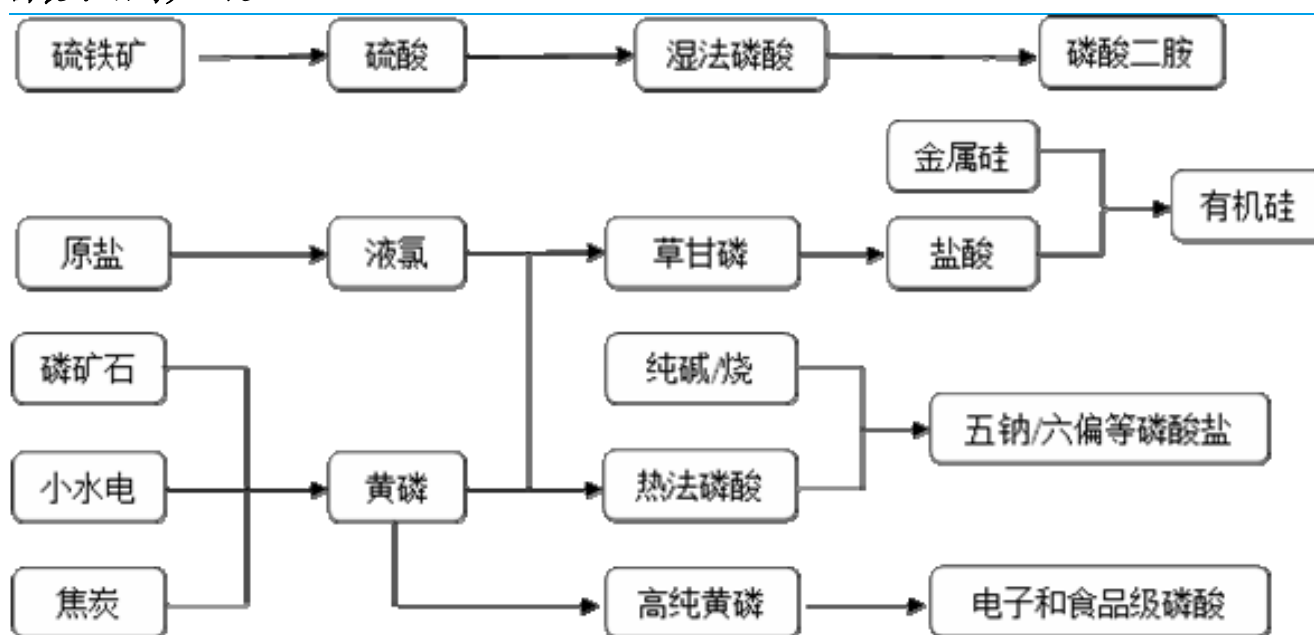 硫铁矿
硫酸
湿法磷酸
磷酸二胺
金属硅
有机硅
原盐
液氯
草甘磷
盐酸
磷矿石
纯碱/烧
五钠/六偏等磷酸盐
小水电
黄磷
热法磷酸
焦炭
高纯黄磷
电子和食品级磷酸